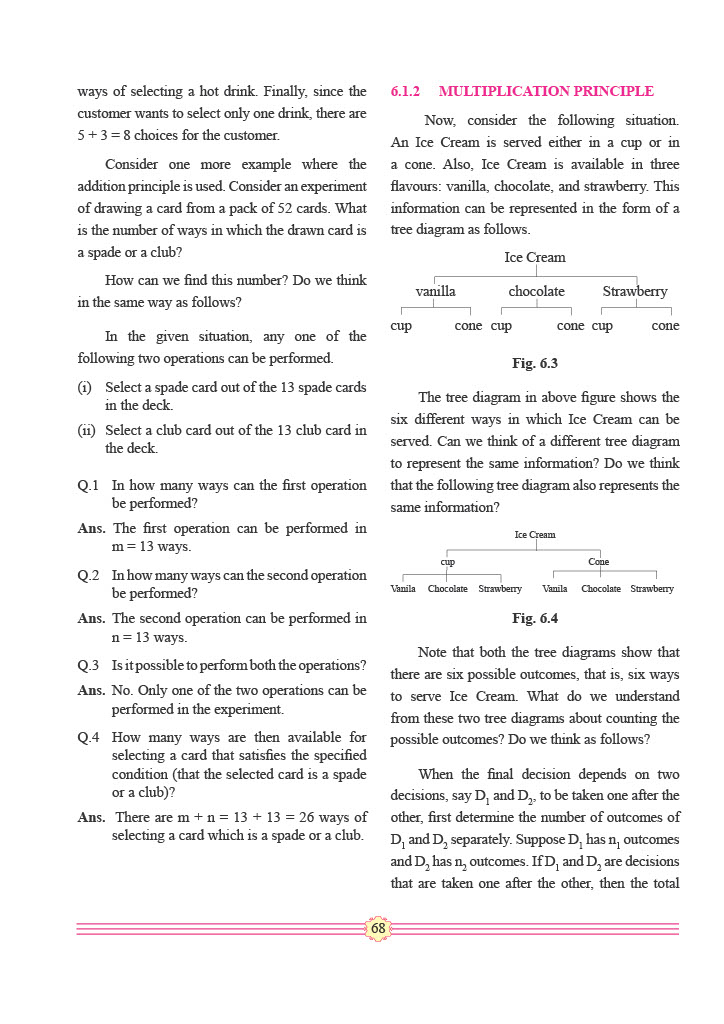 ways of selecting a hot drink. Finally, since the
customer wants to select only one drink, there are
5 + 3 = 8 choices for the customer.
Consider one more example where the
addition principle is used. Consider an experiment
of drawing a card from a pack of 52 cards. What
is the number of ways in which the drawn card is
a spade or a club?
How can we find this number? Do we think
in the same way as follows?
In the given situation, any one of the
following two operations can be performed.
(i) Select a spade card out of the 13 spade cards
in the deck.
(ii) Select a club card out of the 13 club card in
the deck.
Q.1 In how many ways can the first operation
be performed?
Ans. The first operation can be performed in
m = 13 ways.
Q.2 In how many ways can the second operation
be performed?
Ans. The second operation can be performed in
n = 13 ways.
Q.3 Is it possible to perform both the operations?
Ans. No. Only one of the two operations can be
performed in the experiment.
Q.4 How many ways are then available for
selecting a card that satisfies the specified
condition (that the selected card is a spade
or a club)?
Ans. There are m + n = 13 + 13 = 26 ways of
selecting a card which is a spade or a club.
6.1.2 MULTIPLICATION PRINCIPLE
Now, consider the following situation.
An Ice Cream is served either in a cup or in
a cone. Also, Ice Cream is available in three
flavours: vanilla, chocolate, and strawberry. This
information can be represented in the form of a
tree diagram as follows.
Ice Cream
vanilla chocolate Strawberry
cup cone cup cone cup cone
Fig. 6.3
The tree diagram in above figure shows the
six different ways in which Ice Cream can be
served. Can we think of a different tree diagram
to represent the same information? Do we think
that the following tree diagram also represents the
same information?
Ice Cream
cup Cone
Vanila Chocolate Strawberry Vanila Chocolate Strawberry
Fig. 6.4
Note that both the tree diagrams show that
there are six possible outcomes, that is, six ways
to serve Ice Cream. What do we understand
from these two tree diagrams about counting the
possible outcomes? Do we think as follows?
When the final decision depends on two
decisions, say D₁ and D₂, to be taken one after the
other, first determine the number of outcomes of
D₁ and D₂ separately. Suppose D₁ has n₁ outcomes
and D₂ has n₂ outcomes. If D₁ and D₂ are decisions
that are taken one after the other, then the total
68